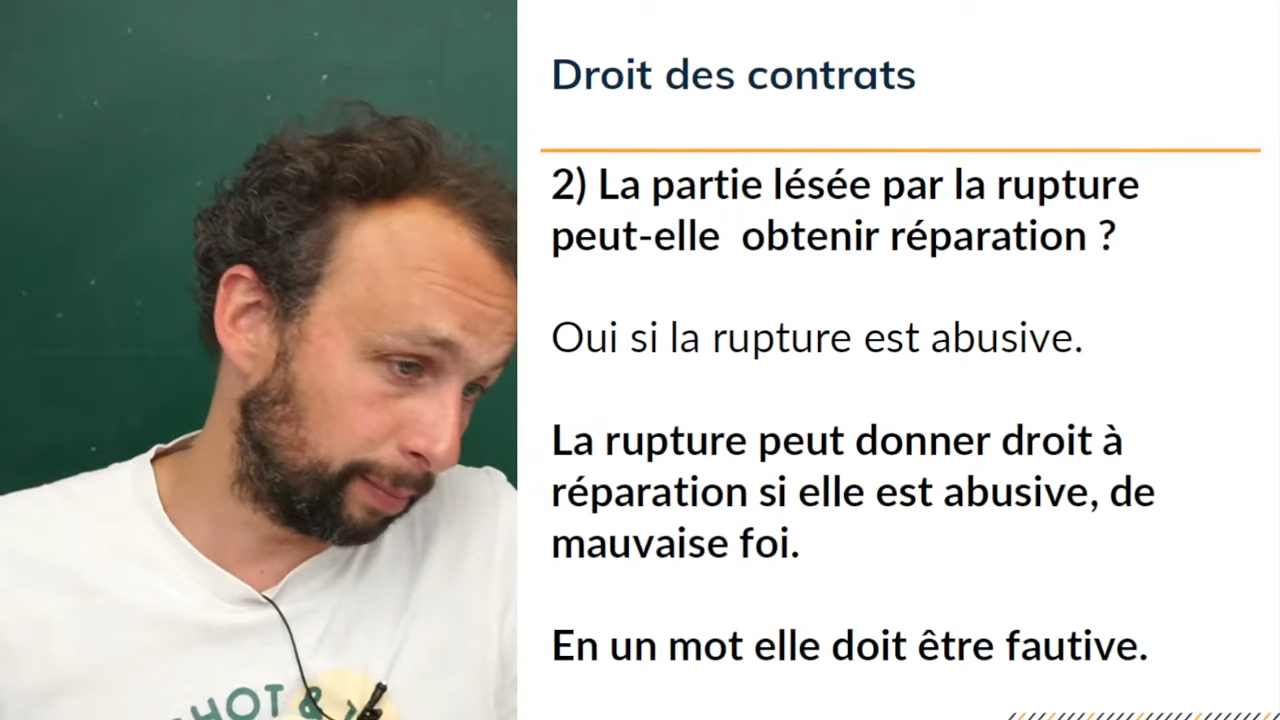 Droit des contrats
2) La partie lésée par la rupture
peut-elle obtenir réparation ?
Oui si la rupture est abusive.
La rupture peut donner droit à
réparation si elle est abusive, de
mauvaise foi.
En un mot elle doit être fautive.
HOT &